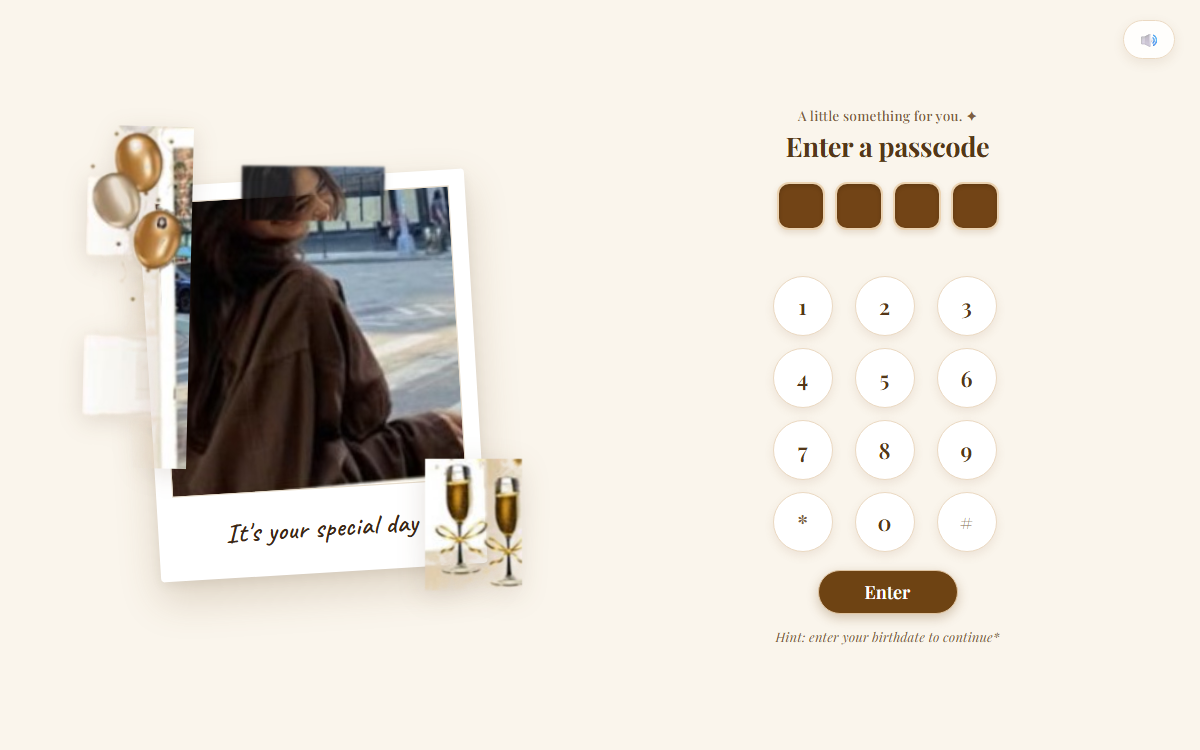 A little something for you. ✦
Enter a passcode
1 2 3
4 5 6
7 8 9
* 0 #
Enter
Hint: enter your birthdate to continue*
It's your special day